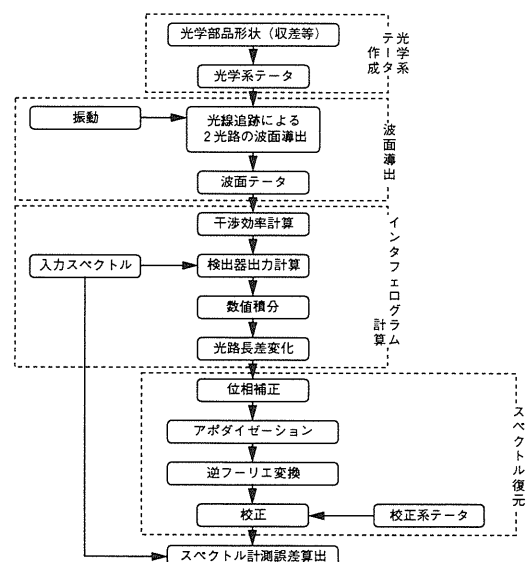 光学部品形状（収差等）
光学系テータ
光学系
テータ
作成
振動
光線追跡による
2光路の波面導出
波面テータ
波面導出
干渉効率計算
入力スペクトル
検出器出力計算
数値積分
光路長差変化
インタフェログラム
計算
位相補正
アポダイゼーション
逆フーリエ変換
校正
校正系テータ
スペクトル復元
スペクトル計測誤差算出